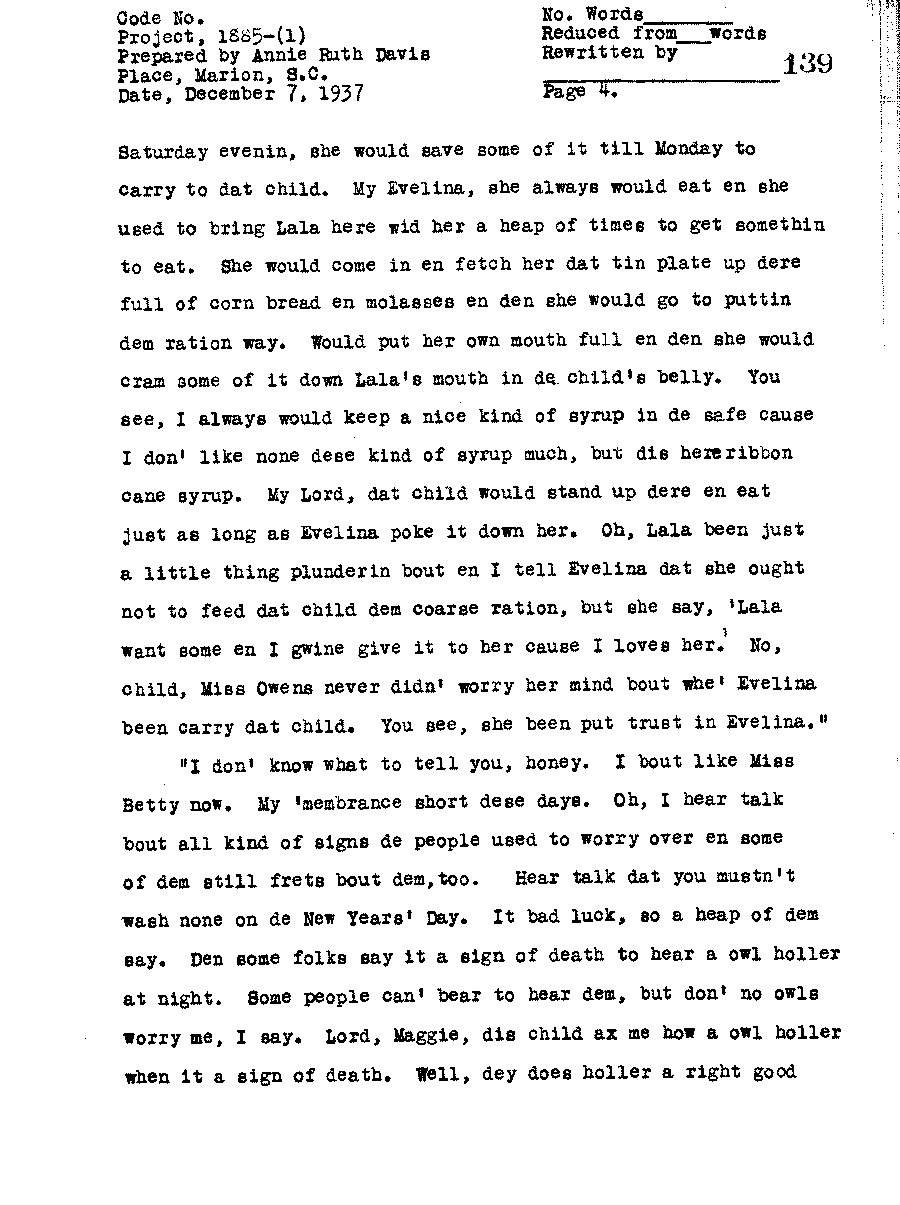 Code No.
Project, 1885-(1)
Prepared by Annie Ruth Davis
Place, Marion, S.C.
Date, December 7, 1937
No. Words________
Reduced from___words
Rewritten by
139
Page 4.
Saturday evenin, she would save some of it till Monday to
carry to dat child. My Evelina, she always would eat en she
used to bring Lala here wid her a heap of times to get somethin
to eat. She would come in en fetch her dat tin plate up dere
full of corn bread en molasses en den she would go to puttin
dem ration way. Would put her own mouth full en den she would
cram some of it down Lala's mouth in de child's belly. You
see, I always would keep a nice kind of syrup in de safe cause
I don' like none dese kind of syrup much, but dis here ribbon
cane syrup. My Lord, dat child would stand up dere en eat
just as long as Evelina poke it down her. Oh, Lala been just
a little thing plunderin bout en I tell Evelina dat she ought
not to feed dat child dem coarse ration, but she say, 'Lala
want some en I gwine give it to her cause I loves her.' No,
child, Miss Owens never didn' worry her mind bout whe' Evelina
been carry dat child. You see, she been put trust in Evelina."
"I don' know what to tell you, honey. I bout like Miss
Betty now. My 'membrance short dese days. Oh, I hear talk
bout all kind of signs de people used to worry over en some
of dem still frets bout dem,too. Hear talk dat you mustn't
wash none on de New Years' Day. It bad luck, so a heap of dem
say. Den some folks say it a sign of death to hear a owl holler
at night. Some people can' bear to hear dem, but don' no owls
worry me, I say. Lord, Maggie, dis child ax me how a owl holler
when it a sign of death. Well, dey does holler a right good